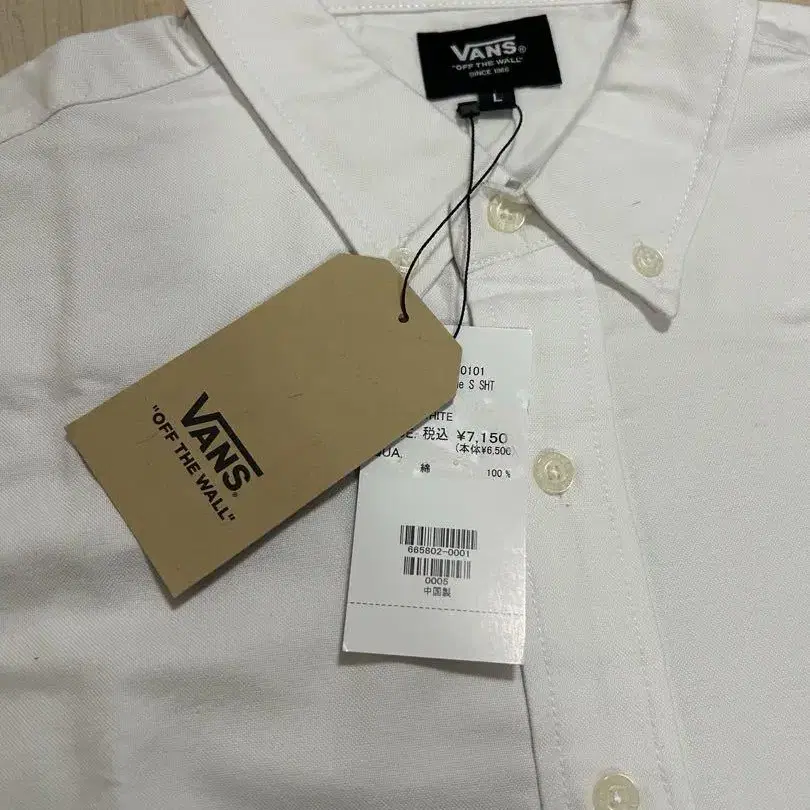 VANS®
"OFF THE WALL"
SINCE 1966
L
VANS®
"OFF THE WALL"
0101
S SHT
税込 ¥7,150
(本体¥6,500
綿 100 %
665802-0001
0005
中国製